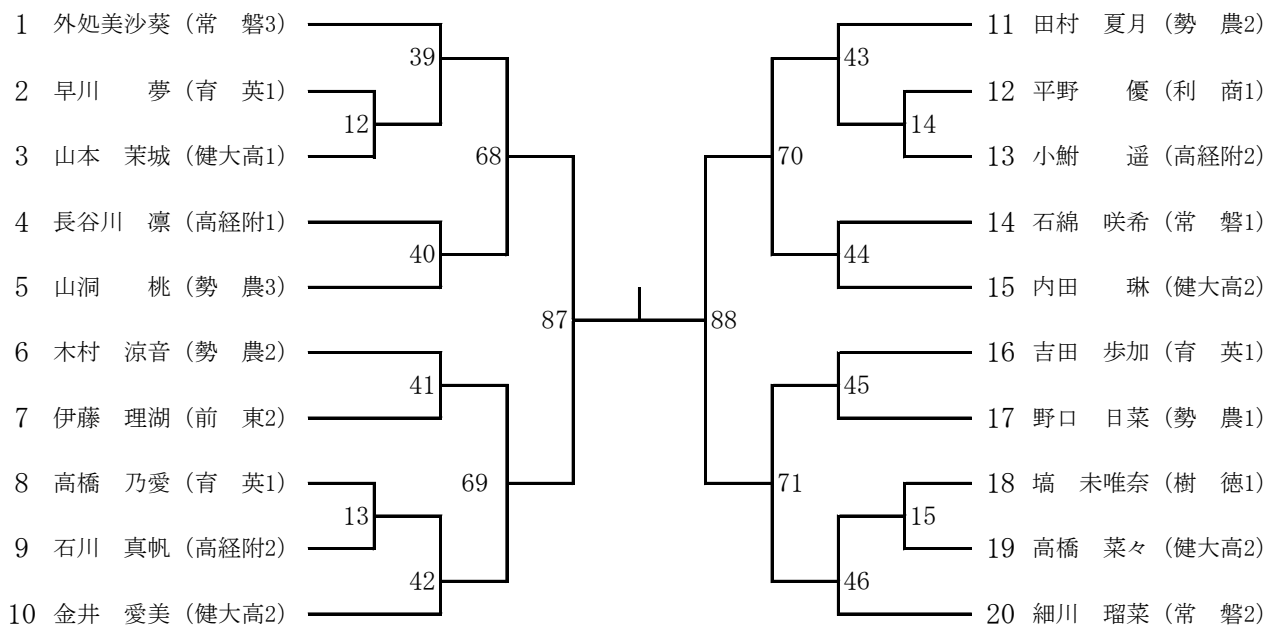 1 外処美沙葵（常　磐3）
2 早川　　夢（育　英1）
3 山本　茉城（健大高1）
4 長谷川　凛（高経附1）
5 山洞　　桃（勢　農3）
6 木村　涼音（勢　農2）
7 伊藤　理湖（前　東2）
8 高橋　乃愛（育　英1）
9 石川　真帆（高経附2）
10 金井　愛美（健大高2）
39
12
68
40
87
41
69
13
42
11 田村　夏月（勢　農2）
12 平野　　優（利　商1）
13 小鮒　　遥（高経附2）
14 石綿　咲希（常　磐1）
15 内田　　琳（健大高2）
16 吉田　歩加（育　英1）
17 野口　日菜（勢　農1）
18 塙　未唯奈（樹　徳1）
19 高橋　菜々（健大高2）
20 細川　瑠菜（常　磐2）
43
14
70
44
88
45
71
15
46